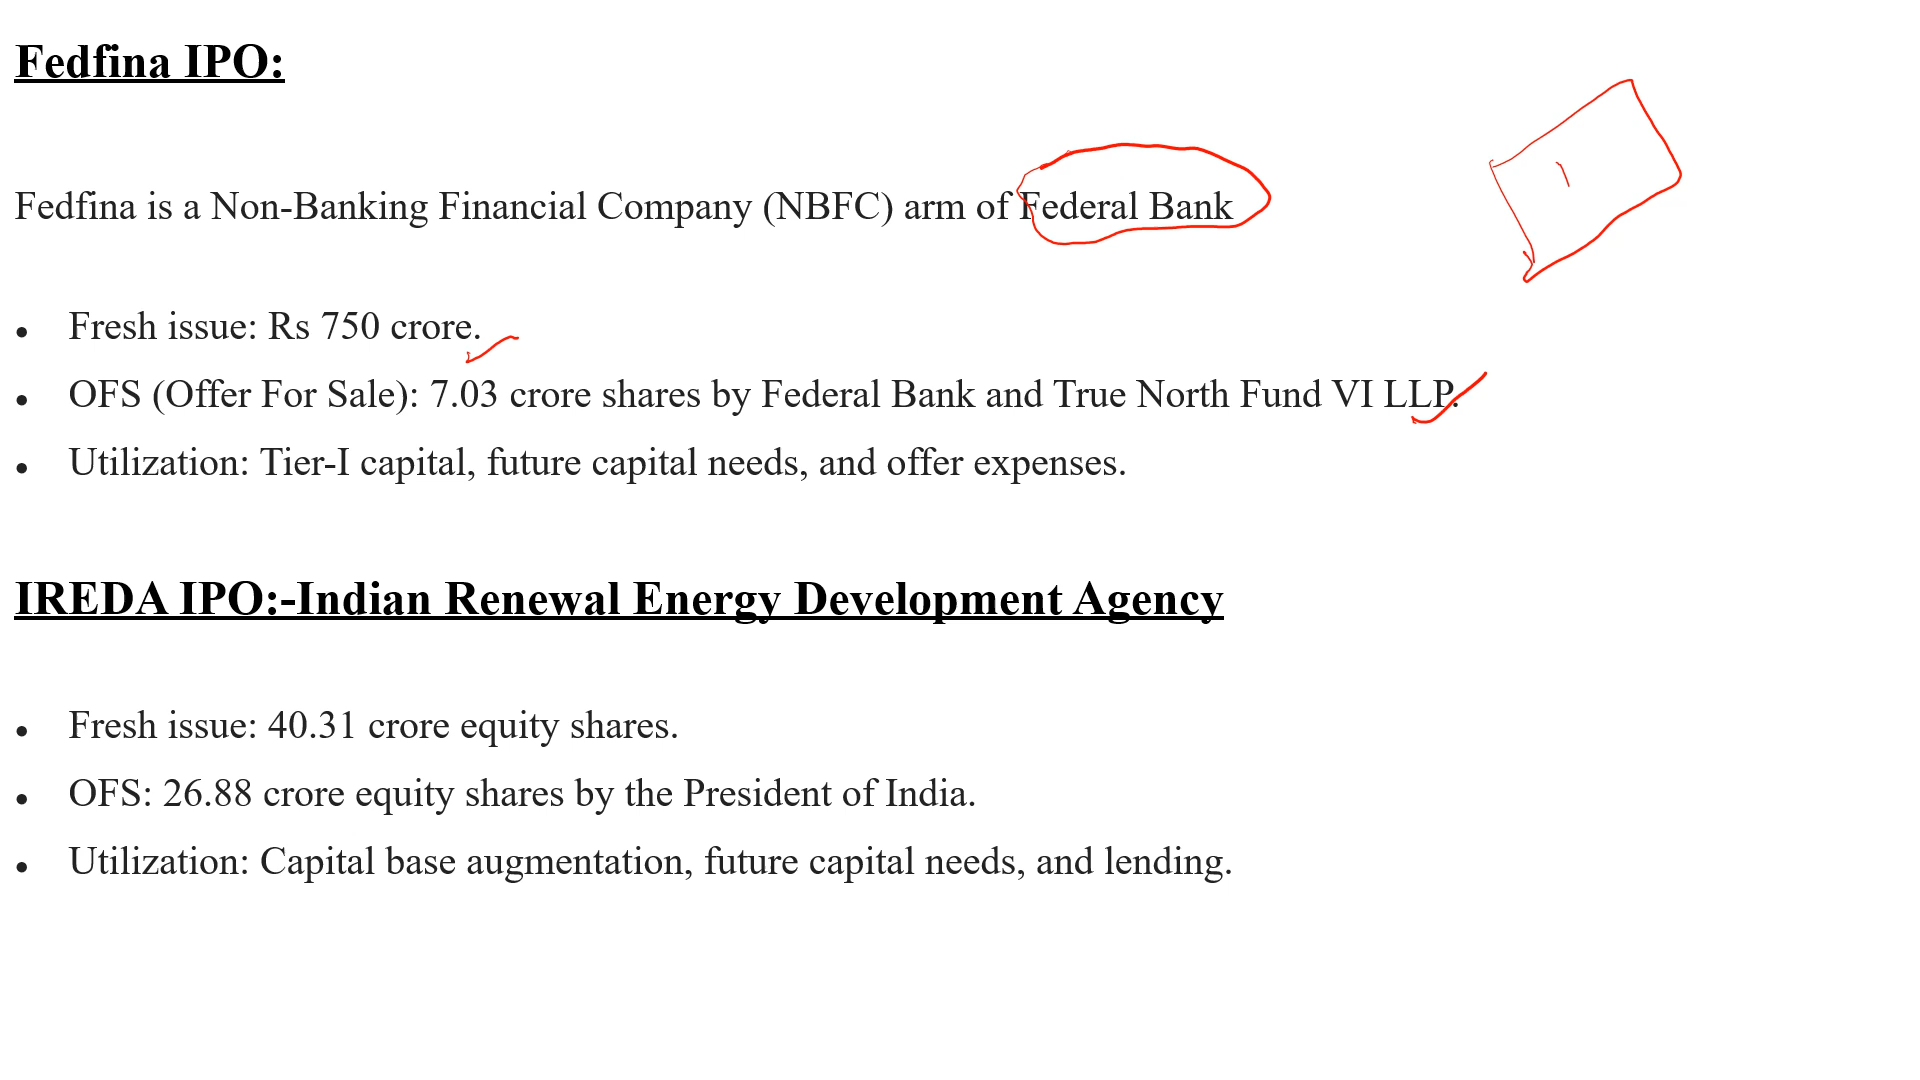 Fedfina IPO:
Fedfina is a Non-Banking Financial Company (NBFC) arm of Federal Bank
• Fresh issue: Rs 750 crore.
• OFS (Offer For Sale): 7.03 crore shares by Federal Bank and True North Fund VI LLP.
• Utilization: Tier-I capital, future capital needs, and offer expenses.
IREDA IPO:-Indian Renewal Energy Development Agency
• Fresh issue: 40.31 crore equity shares.
• OFS: 26.88 crore equity shares by the President of India.
• Utilization: Capital base augmentation, future capital needs, and lending.